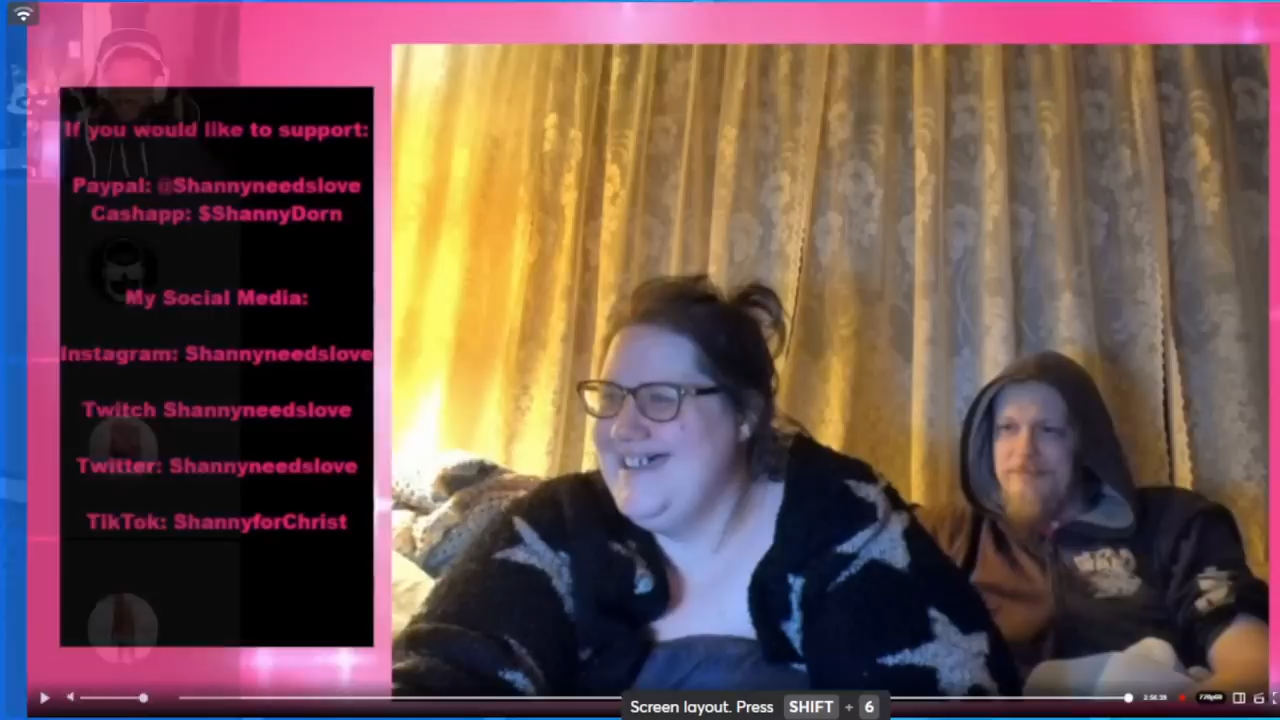 If you would like to support:
Paypal: @Shannyneedslove
Cashapp: $ShannyDorn
My Social Media:
Instagram: Shannyneedslove
Twitch Shannyneedslove
Twitter: Shannyneedslove
TikTok: ShannyforChrist
720p60
Screen layout. Press SHIFT + 6